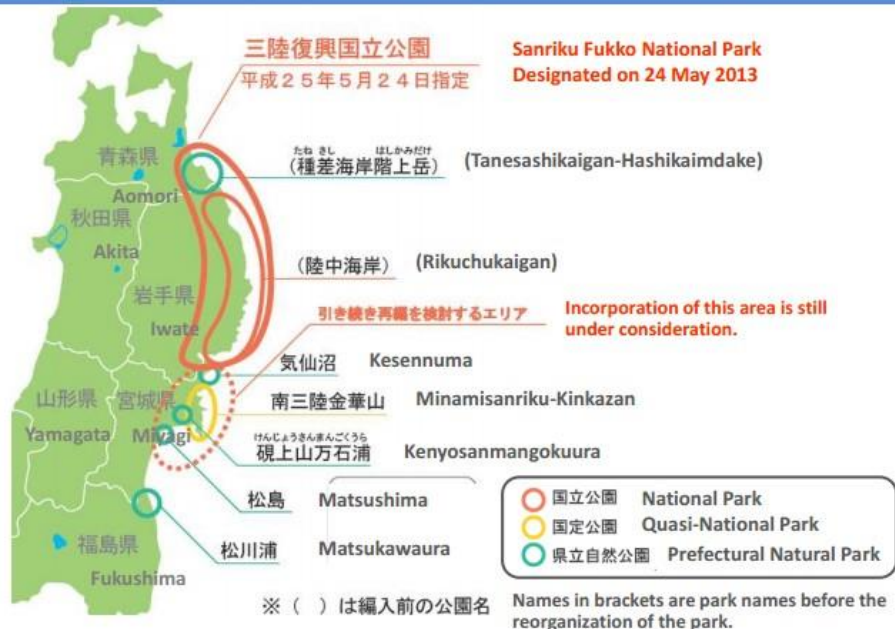 三陸復興国立公園
平成25年5月24日指定
Sanriku Fukko National Park
Designated on 24 May 2013
青森県
Aomori
たね さし はしかみだけ
(種差海岸階上岳)
(Tanesashikaigan-Hashikaimdake)
秋田県
Akita
(陸中海岸)
(Rikuchukaigan)
岩手県
Iwate
引き続き再編を検討するエリア
Incorporation of this area is still
under consideration.
気仙沼
Kesennuma
山形県
Yamagata
宮城県
Miyagi
南三陸金華山
Minamisanriku-Kinkazan
けんじょうさんまんごくうら
硯上山万石浦
Kenyosanmangokuura
松島
Matsushima
松川浦
Matsukawaura
福島県
Fukushima
国立公園 National Park
国定公園 Quasi-National Park
県立自然公園 Prefectural Natural Park
※( )は編入前の公園名
Names in brackets are park names before the
reorganization of the park.